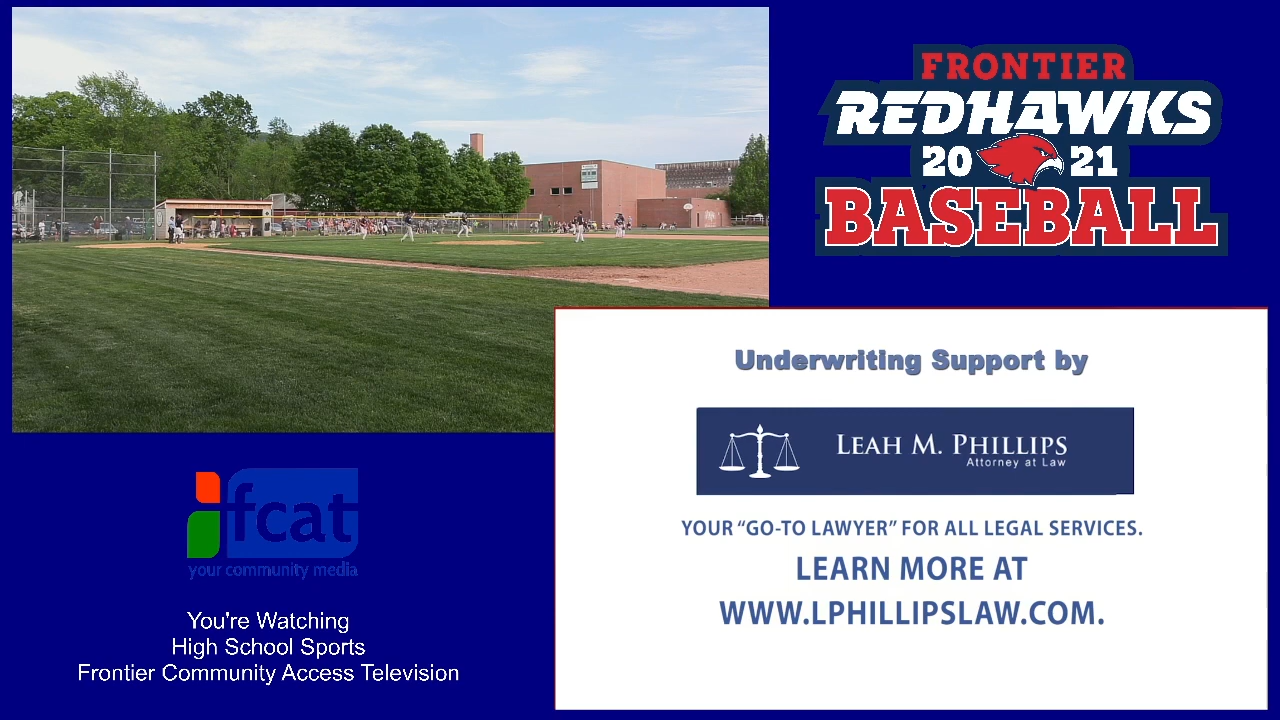 FRONTIER
REDHAWKS
20 21
BASEBALL
Underwriting Support by
LEAH M. PHILLIPS
Attorney at Law
YOUR “GO-TO LAWYER” FOR ALL LEGAL SERVICES.
LEARN MORE AT
WWW.LPHILLIPSLAW.COM.
fcat
your community media
You're Watching
High School Sports
Frontier Community Access Television